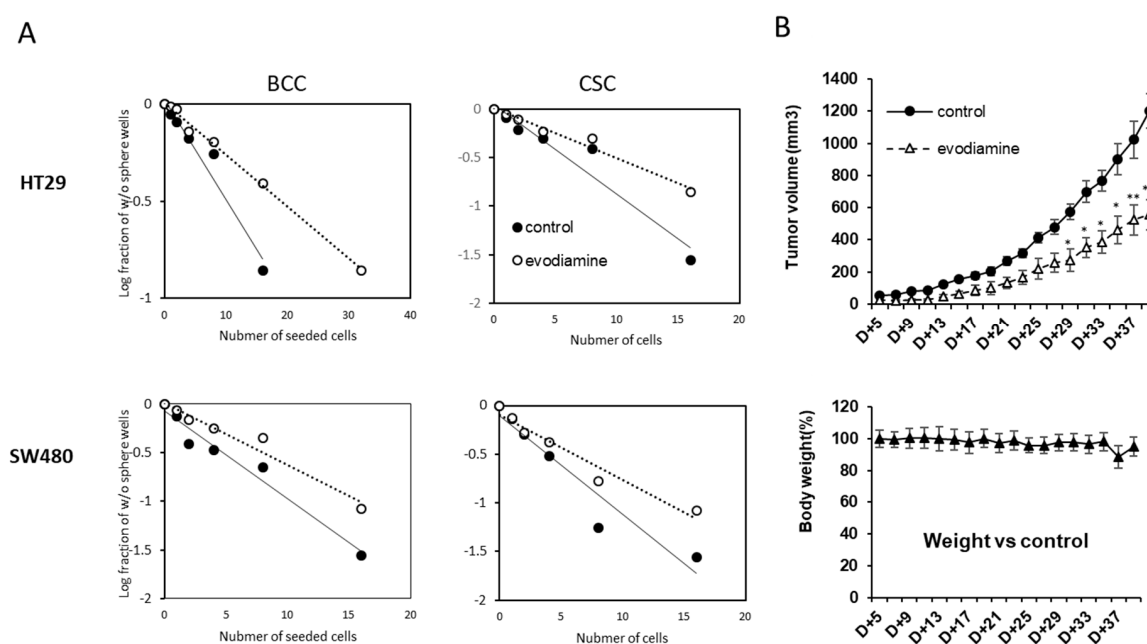 A
B
BCC
CSC
HT29
Log fraction of w/o sphere wells
0
-0.5
-1
0 10 20 30 40
Nubmer of seeded cells
0
-0.5
-1
-1.5
-2
control
evodiamine
0 5 10 15 20
Nubmer of cells
SW480
Log fraction of w/o sphere wells
0
-0.5
-1
-1.5
-2
0 5 10 15 20
Nubmer of seeded cells
0
-0.5
-1
-1.5
-2
0 5 10 15 20
Nubmer of cells
Tumor volume (mm3)
1400
1200
1000
800
600
400
200
0
control
evodiamine
* * * * ** *
D+5 D+9 D+13 D+17 D+21 D+25 D+29 D+33 D+37
Body weight(%)
120
100
80
60
40
20
0
Weight vs control
D+5 D+9 D+13 D+17 D+21 D+25 D+29 D+33 D+37